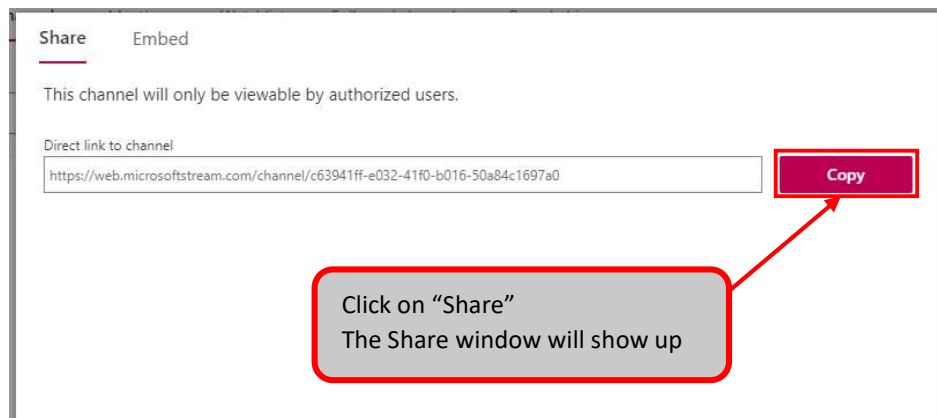 Share Embed
This channel will only be viewable by authorized users.
Direct link to channel
https://web.microsoftstream.com/channel/c63941ff-e032-41f0-b016-50a84c1697a0
Copy
Click on “Share”
The Share window will show up